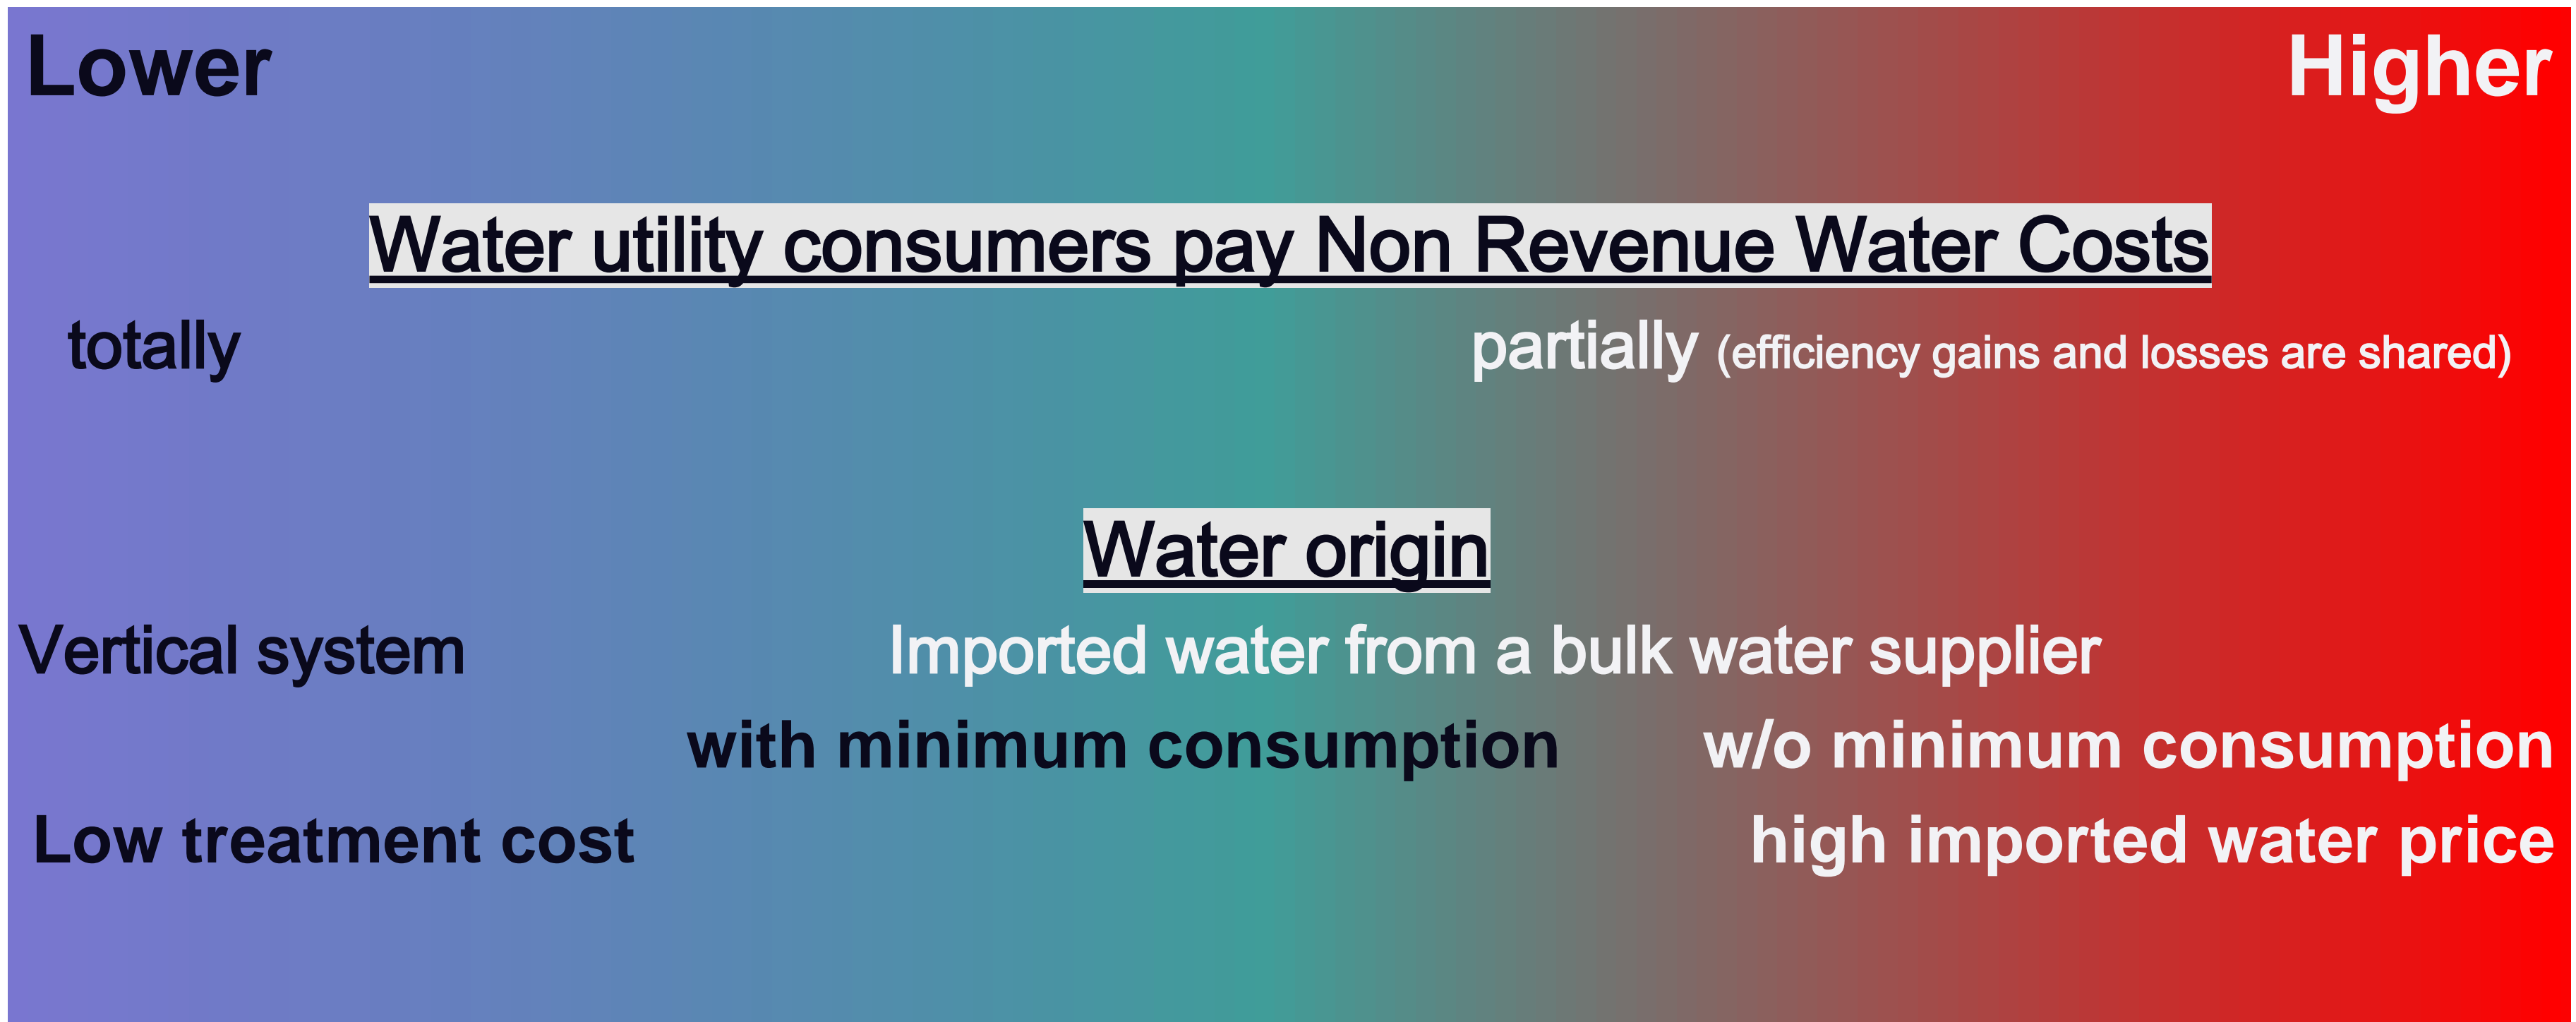 Lower Higher
Water utility consumers pay Non Revenue Water Costs
totally partially (efficiency gains and losses are shared)
Water origin
Vertical system Imported water from a bulk water supplier
with minimum consumption w/o minimum consumption
Low treatment cost high imported water price